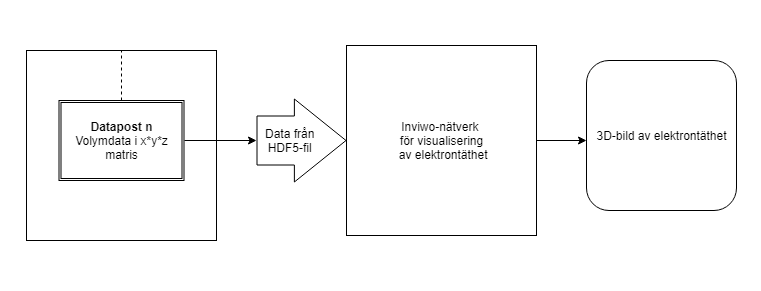 Datapost n
Volymdata i x*y*z
matris
Data från
HDF5-fil
Inviwo-nätverk
för visualisering
av elektrontäthet
3D-bild av elektrontäthet